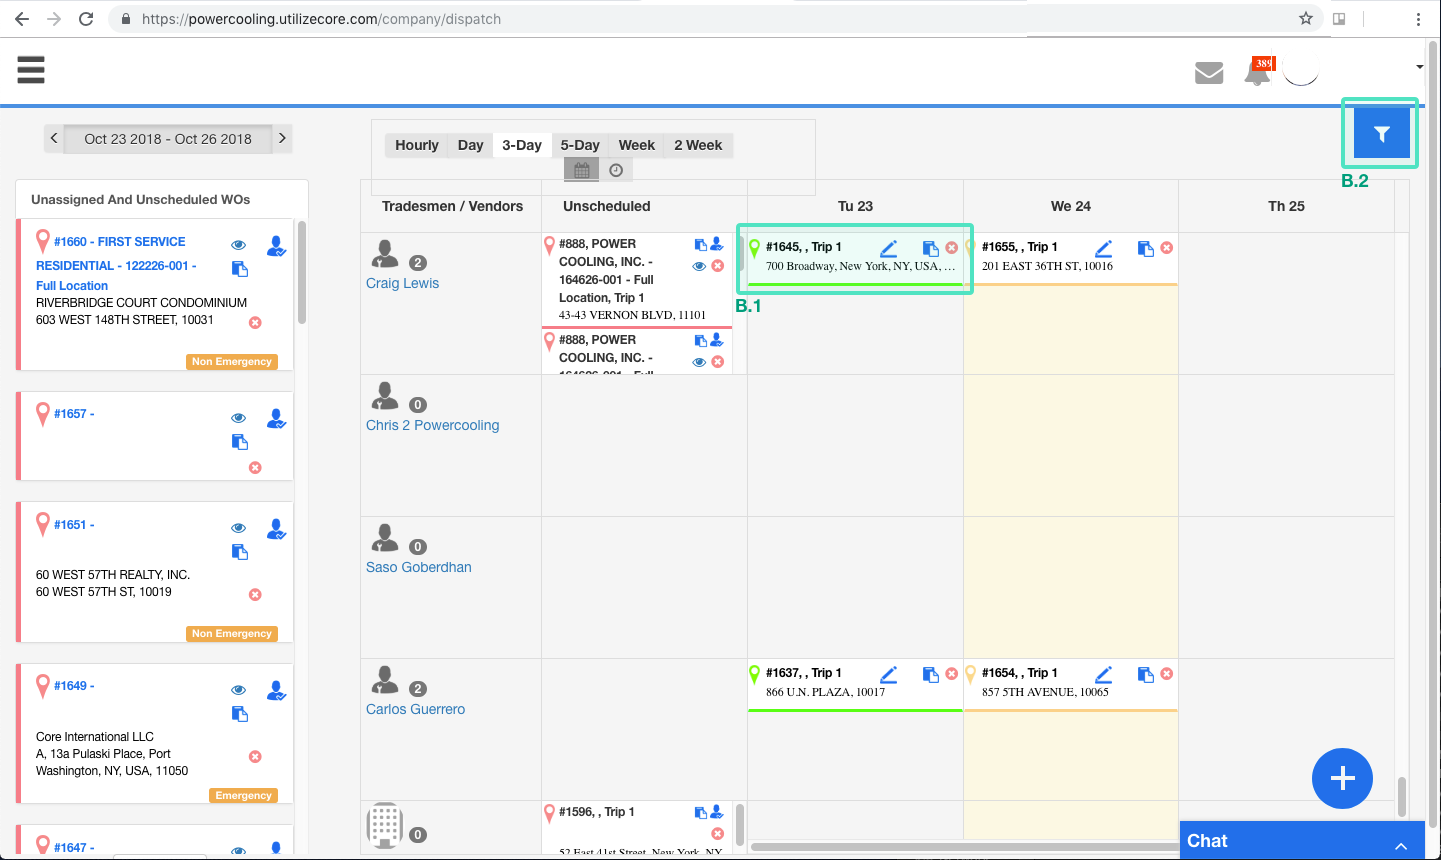 https://powercooling.utilizecore.com/company/dispatch
389
Oct 23 2018 - Oct 26 2018
Hourly Day 3-Day 5-Day Week 2 Week
B.2
Unassigned And Unscheduled WOs
#1660 - FIRST SERVICE
RESIDENTIAL - 122226-001 -
Full Location
RIVERBRIDGE COURT CONDOMINIUM
603 WEST 148TH STREET, 10031
Non Emergency
#1657 -
#1651 -
60 WEST 57TH REALTY, INC.
60 WEST 57TH ST, 10019
Non Emergency
#1649 -
Core International LLC
A, 13a Pulaski Place, Port
Washington, NY, USA, 11050
Emergency
#1647 -
Tradesmen / Vendors Unscheduled Tu 23 We 24 Th 25
2
Craig Lewis
#888, POWER
COOLING, INC. -
164626-001 - Full
Location, Trip 1
43-43 VERNON BLVD, 11101
#888, POWER
COOLING, INC. -
#1645, , Trip 1
700 Broadway, New York, NY, USA, ...
B.1
#1655, , Trip 1
201 EAST 36TH ST, 10016
0
Chris 2 Powercooling
0
Saso Goberdhan
2
Carlos Guerrero
#1637, , Trip 1
866 U.N. PLAZA, 10017
#1654, , Trip 1
857 5TH AVENUE, 10065
0
#1596, , Trip 1
52 East 41st Street, New York, NY,
Chat